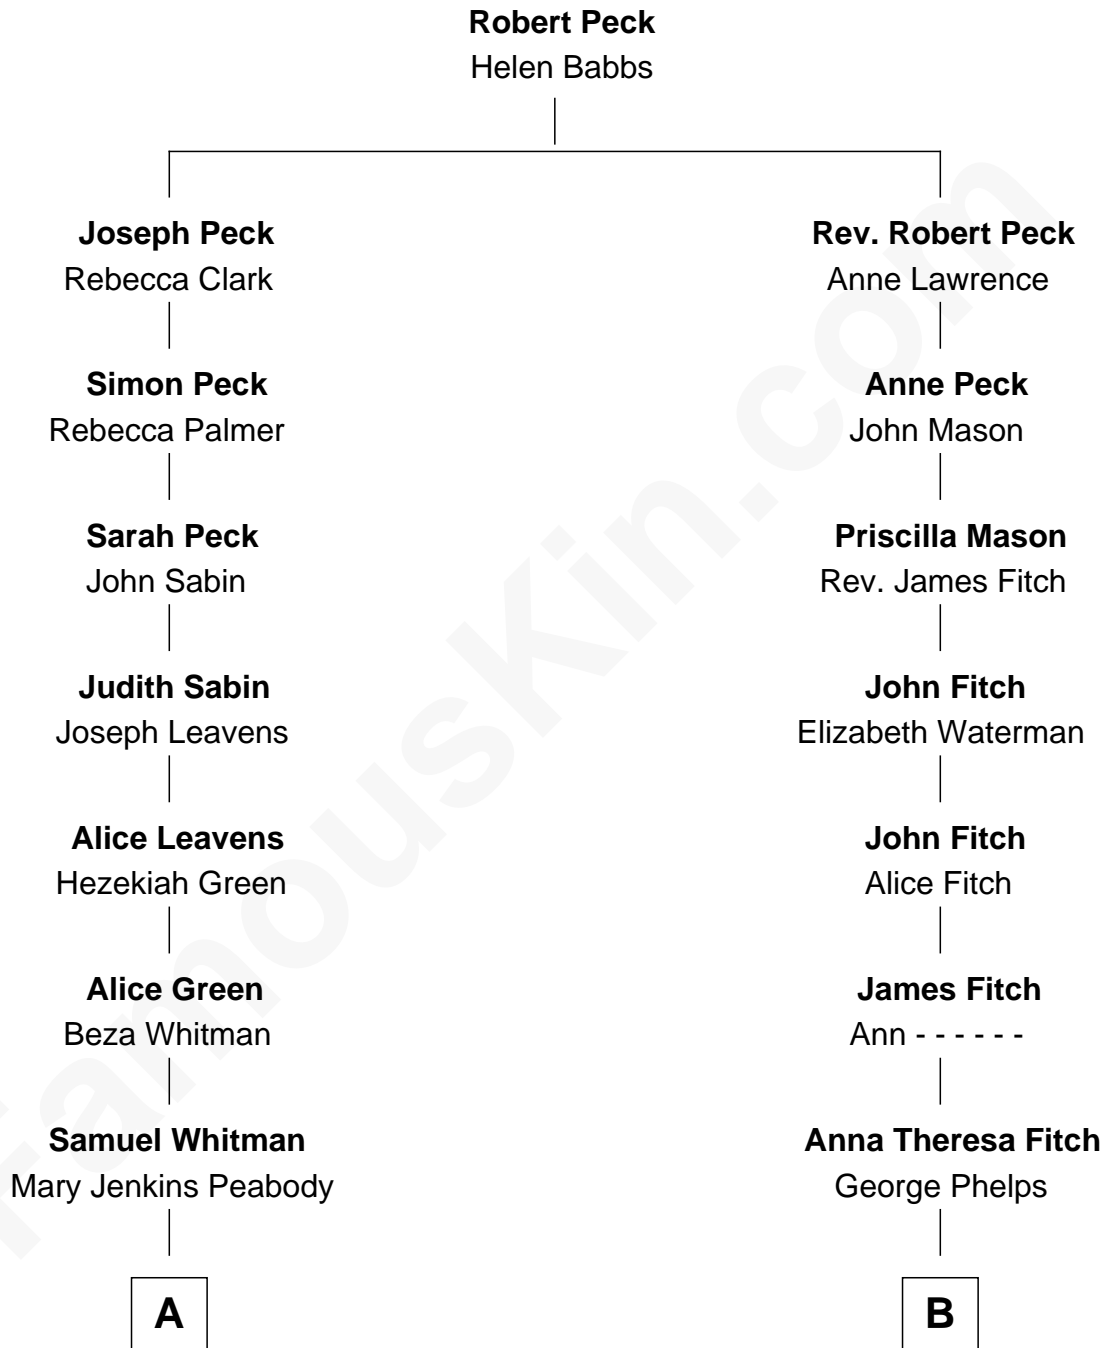 Robert Peck
Helen Babbs
Joseph Peck
Rebecca Clark
Rev. Robert Peck
Anne Lawrence
Simon Peck
Rebecca Palmer
Anne Peck
John Mason
Sarah Peck
John Sabin
Priscilla Mason
Rev. James Fitch
Judith Sabin
Joseph Leavens
John Fitch
Elizabeth Waterman
Alice Leavens
Hezekiah Green
John Fitch
Alice Fitch
Alice Green
Beza Whitman
James Fitch
Ann - - - - - -
Samuel Whitman
Mary Jenkins Peabody
Anna Theresa Fitch
George Phelps
A
B
FamousKin.com